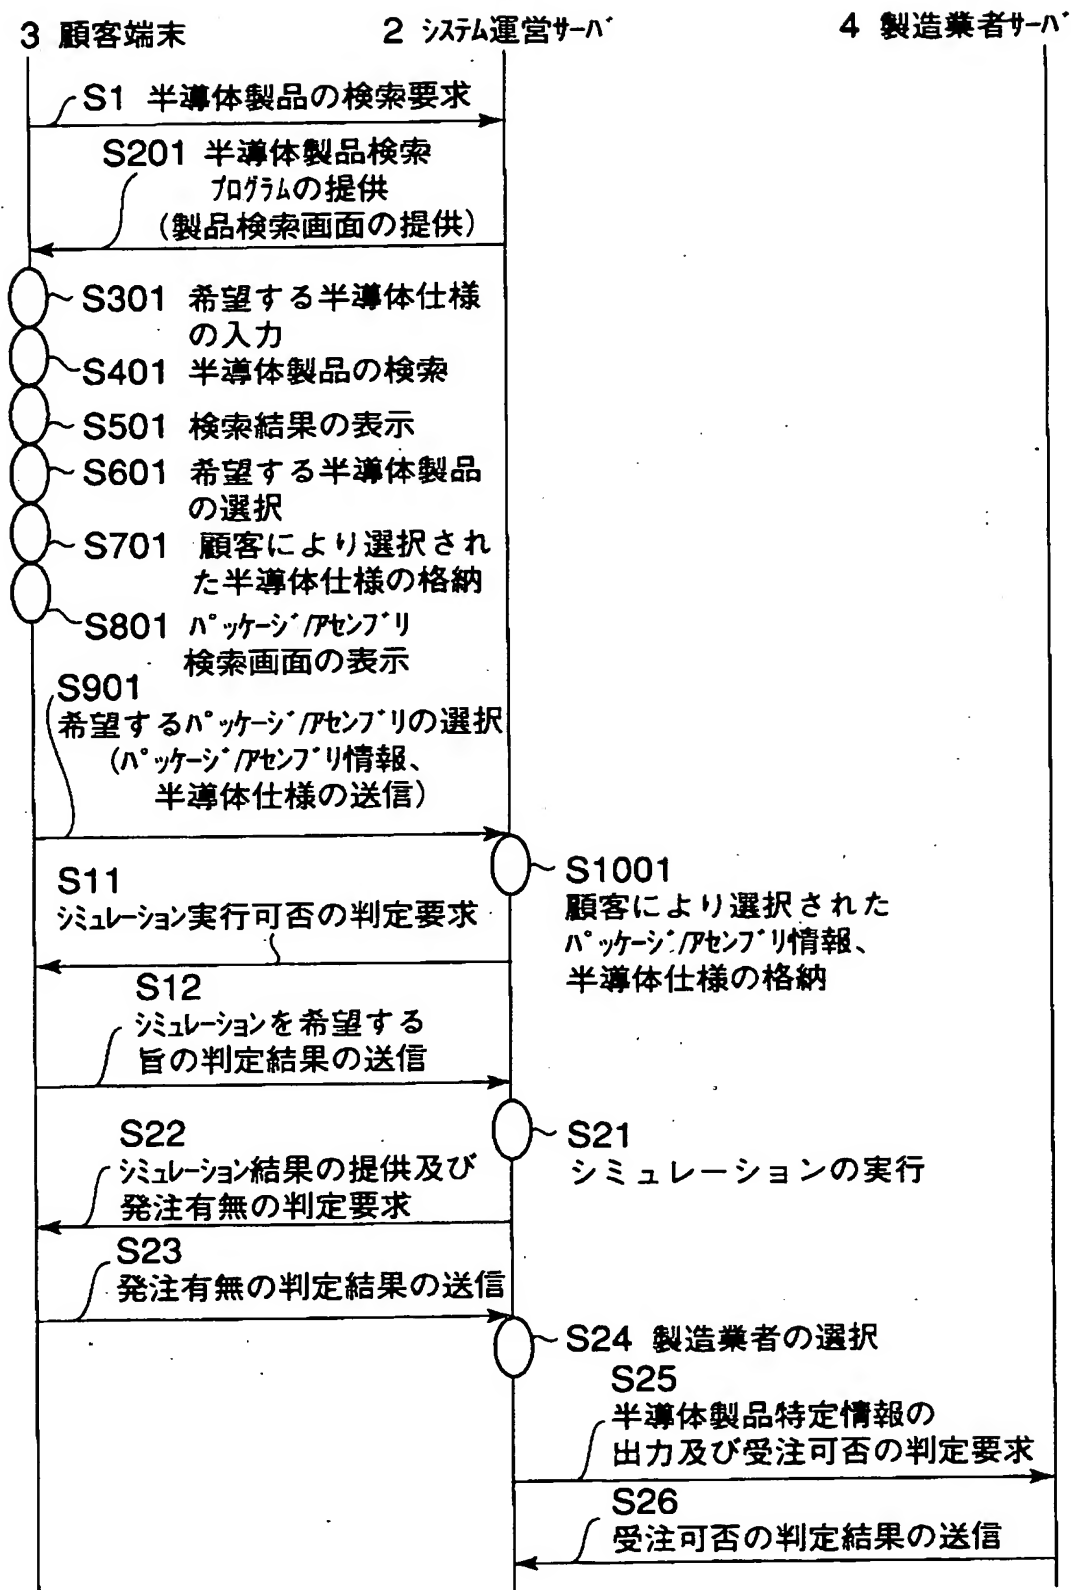 3 顧客端末
2 システム運営サーバ
4 製造業者サーバ
S1 半導体製品の検索要求
S201 半導体製品検索
プログラムの提供
(製品検索画面の提供)
S301 希望する半導体仕様
の入力
S401 半導体製品の検索
S501 検索結果の表示
S601 希望する半導体製品
の選択
S701 顧客により選択され
た半導体仕様の格納
S801 パッケージ/アセンブリ
検索画面の表示
S901
希望するパッケージ/アセンブリの選択
(パッケージ/アセンブリ情報、
半導体仕様の送信)
S1001
顧客により選択された
パッケージ/アセンブリ情報、
半導体仕様の格納
S11
シミュレーション実行可否の判定要求
S12
シミュレーションを希望する
旨の判定結果の送信
S21
シミュレーションの実行
S22
シミュレーション結果の提供及び
発注有無の判定要求
S23
発注有無の判定結果の送信
S24 製造業者の選択
S25
半導体製品特定情報の
出力及び受注可否の判定要求
S26
受注可否の判定結果の送信